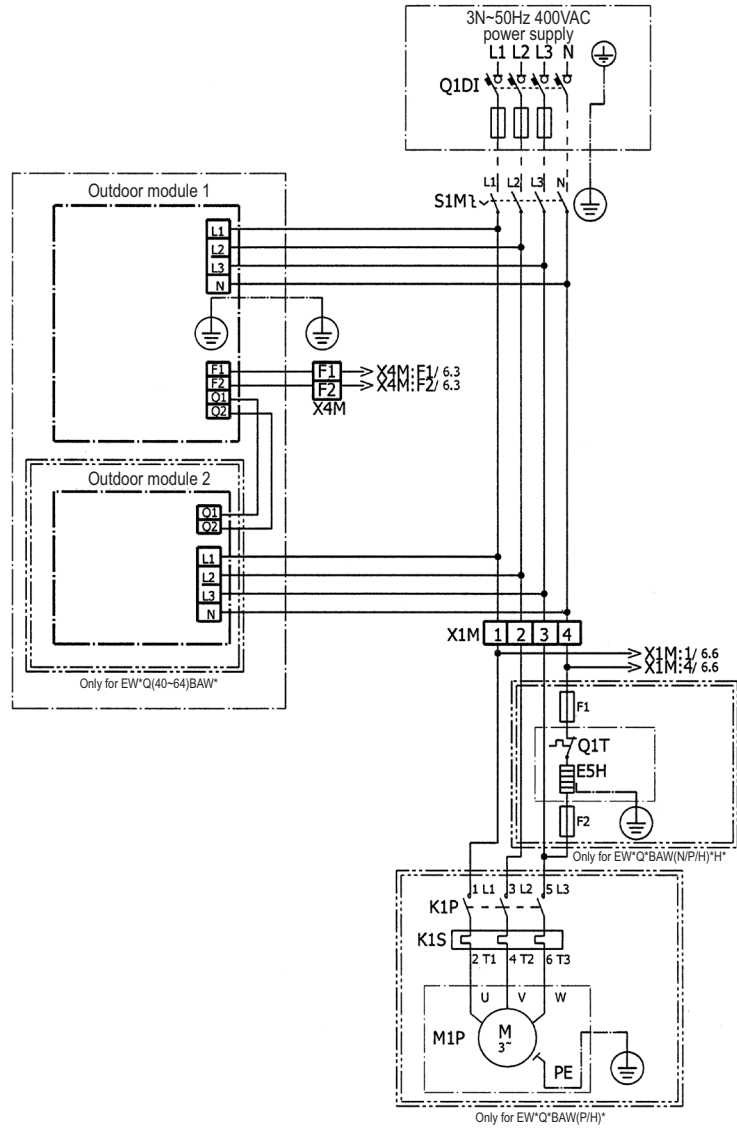 3N~50Hz 400VAC
power supply
L1 L2 L3 N
Q1DI
L1 L2 L3 N
S1M
Outdoor module 1
L1
L2
L3
N
F1
F2
Q1
Q2
F1
F2
X4M
X4M:F1/ 6.3
X4M:F2/ 6.3
Outdoor module 2
Q1
Q2
L1
L2
L3
N
Only for EW*Q(40~64)BAW*
X1M 1 2 3 4
X1M:1/ 6.6
X1M:4/ 6.6
F1
Q1T
E5H
F2
Only for EW*Q*BAW(N/P/H)*H*
1 L1 3 L2 5 L3
K1P
K1S
2 T1 4 T2 6 T3
U V W
M1P
M
3~
PE
Only for EW*Q*BAW(P/H)*